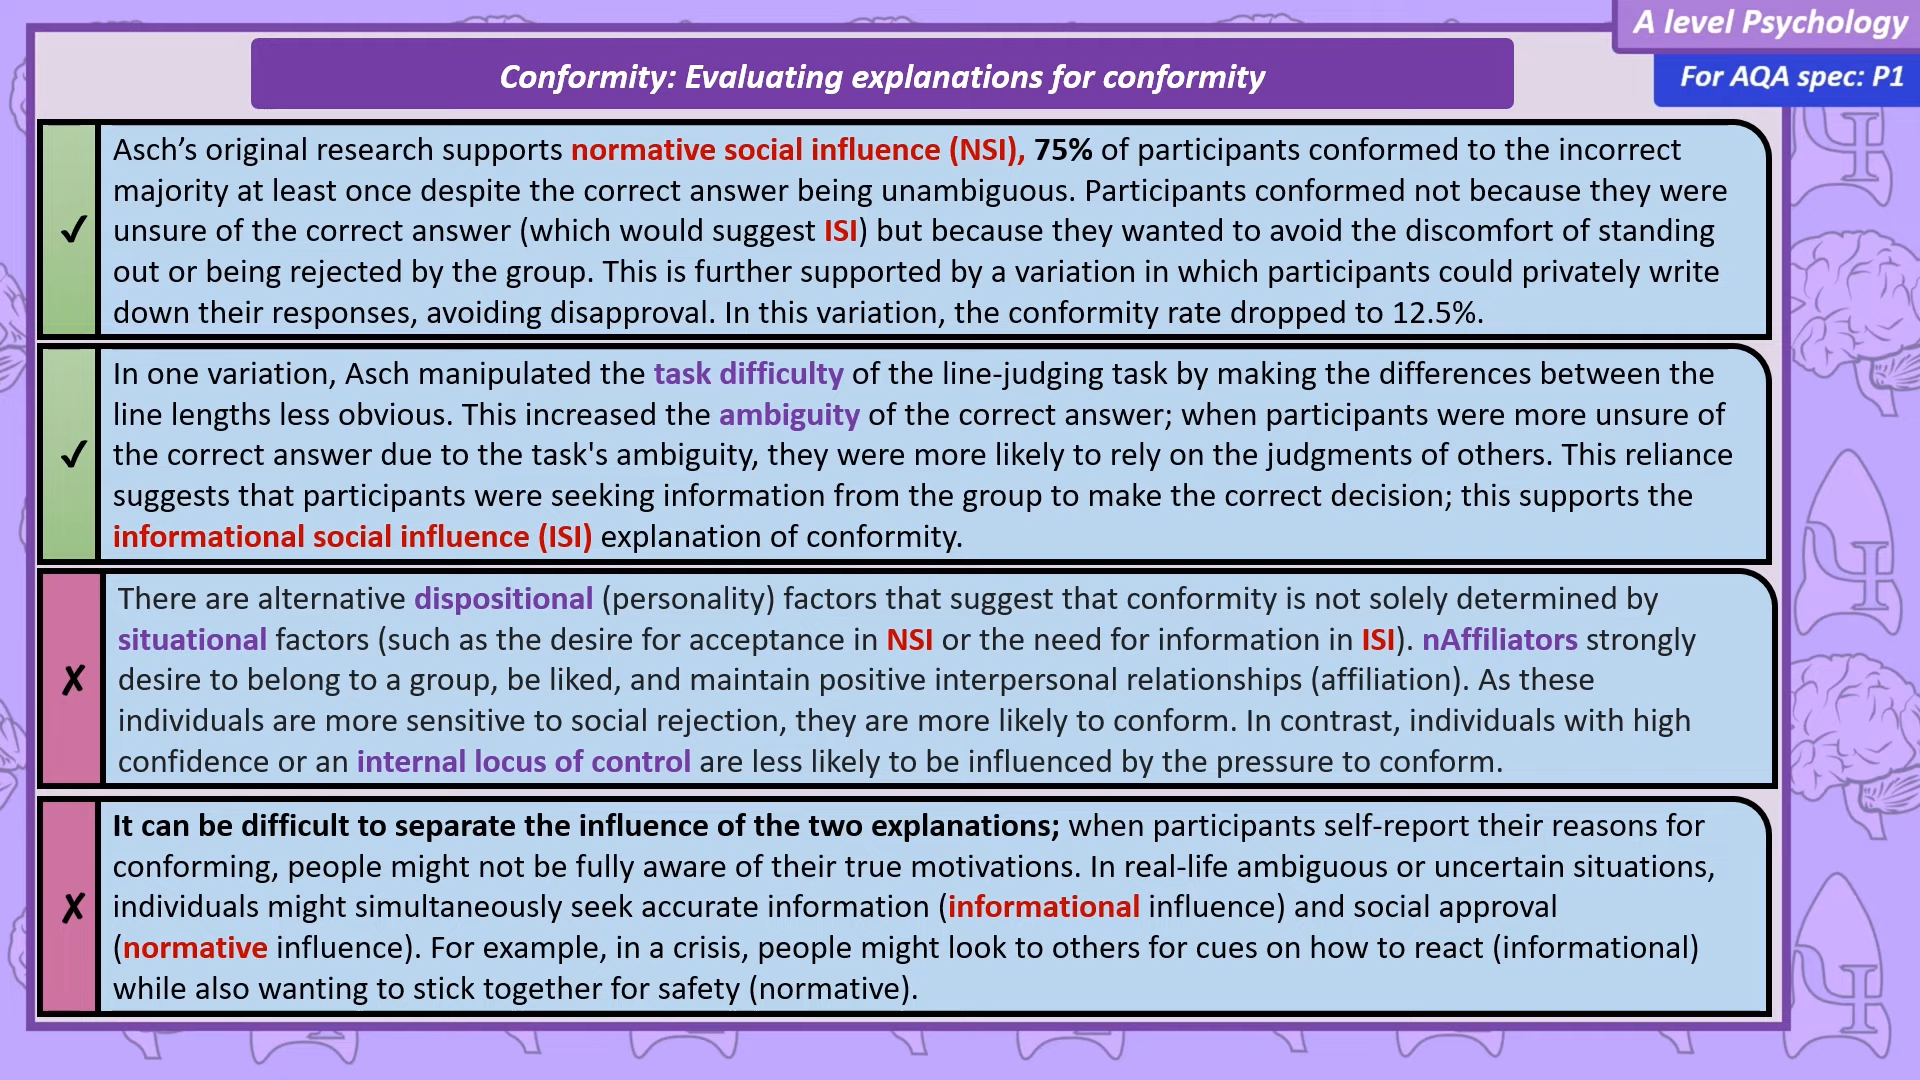 A level Psychology
For AQA spec: P1
Conformity: Evaluating explanations for conformity
✓
Asch’s original research supports normative social influence (NSI), 75% of participants conformed to the incorrect
majority at least once despite the correct answer being unambiguous. Participants conformed not because they were
unsure of the correct answer (which would suggest ISI) but because they wanted to avoid the discomfort of standing
out or being rejected by the group. This is further supported by a variation in which participants could privately write
down their responses, avoiding disapproval. In this variation, the conformity rate dropped to 12.5%.
✓
In one variation, Asch manipulated the task difficulty of the line-judging task by making the differences between the
line lengths less obvious. This increased the ambiguity of the correct answer; when participants were more unsure of
the correct answer due to the task's ambiguity, they were more likely to rely on the judgments of others. This reliance
suggests that participants were seeking information from the group to make the correct decision; this supports the
informational social influence (ISI) explanation of conformity.
✗
There are alternative dispositional (personality) factors that suggest that conformity is not solely determined by
situational factors (such as the desire for acceptance in NSI or the need for information in ISI). nAffiliators strongly
desire to belong to a group, be liked, and maintain positive interpersonal relationships (affiliation). As these
individuals are more sensitive to social rejection, they are more likely to conform. In contrast, individuals with high
confidence or an internal locus of control are less likely to be influenced by the pressure to conform.
✗
It can be difficult to separate the influence of the two explanations; when participants self-report their reasons for
conforming, people might not be fully aware of their true motivations. In real-life ambiguous or uncertain situations,
individuals might simultaneously seek accurate information (informational influence) and social approval
(normative influence). For example, in a crisis, people might look to others for cues on how to react (informational)
while also wanting to stick together for safety (normative).